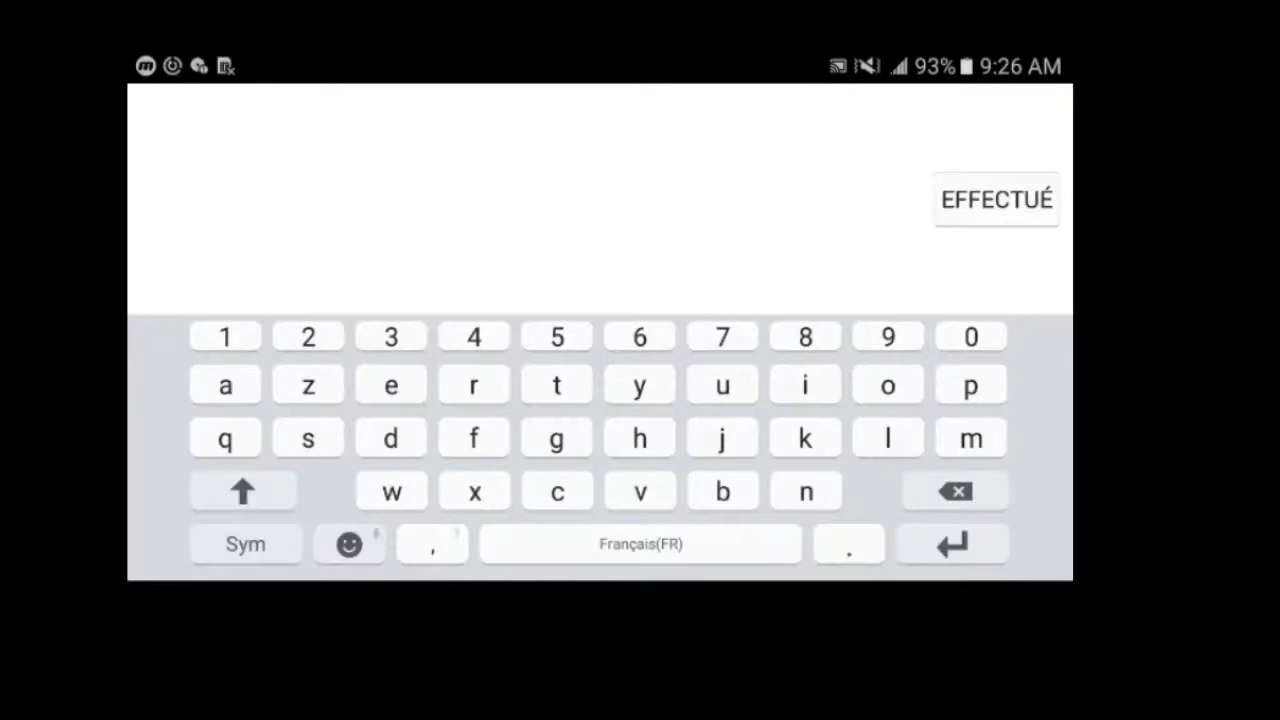 93% 9:26 AM
EFFECTUÉ
1 2 3 4 5 6 7 8 9 0
a z e r t y u i o p
q s d f g h j k l m
w x c v b n
Sym , Français(FR) .